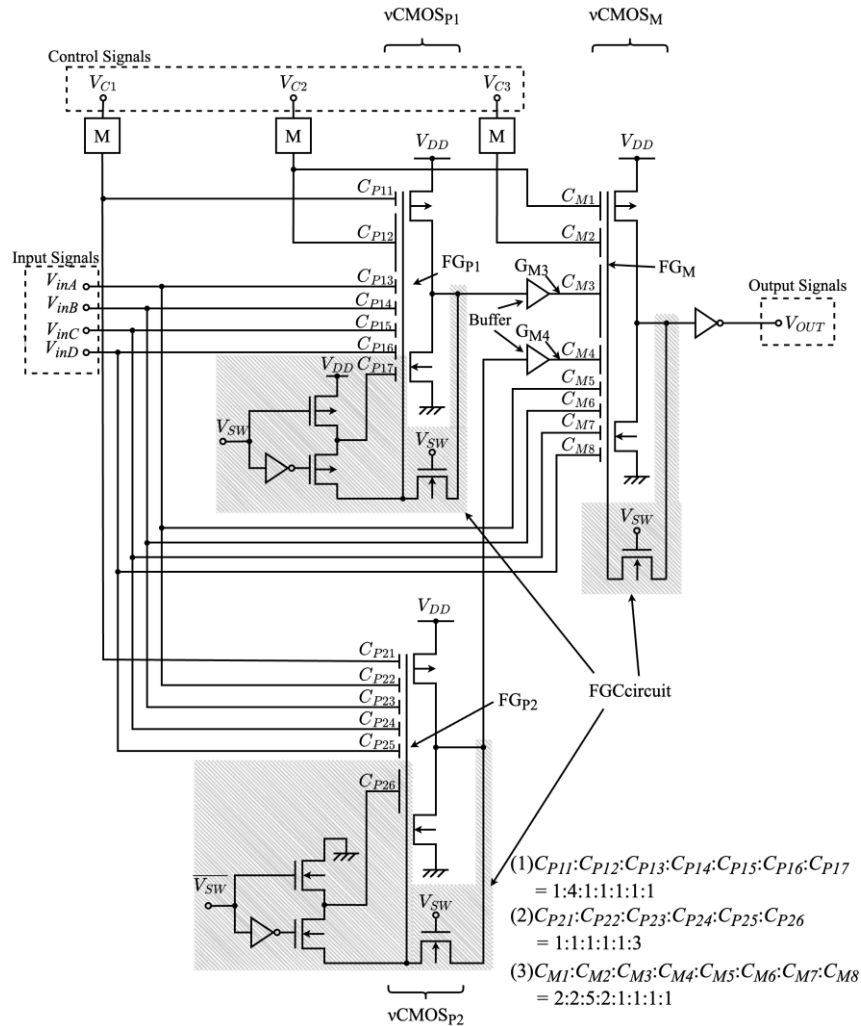 νCMOS_P1
νCMOS_M
Control Signals
V_C1
V_C2
V_C3
M
M
M
V_DD
V_DD
C_P11
C_M1
C_P12
C_M2
Input Signals
FG_P1
G_M3
FG_M
Output Signals
V_inA
C_P13
C_M3
V_inB
C_P14
Buffer
V_OUT
V_inC
C_P15
G_M4
V_inD
C_P16
C_M4
V_DD
C_P17
C_M5
C_M6
V_SW
V_SW
C_M7
C_M8
V_SW
V_DD
C_P21
C_P22
FGCcircuit
C_P23
FG_P2
C_P24
C_P25
C_P26
(1)C_P11:C_P12:C_P13:C_P14:C_P15:C_P16:C_P17
= 1:4:1:1:1:1:1
V̅_S̅W̅
V_SW
(2)C_P21:C_P22:C_P23:C_P24:C_P25:C_P26
= 1:1:1:1:1:3
(3)C_M1:C_M2:C_M3:C_M4:C_M5:C_M6:C_M7:C_M8
= 2:2:5:2:1:1:1:1
νCMOS_P2